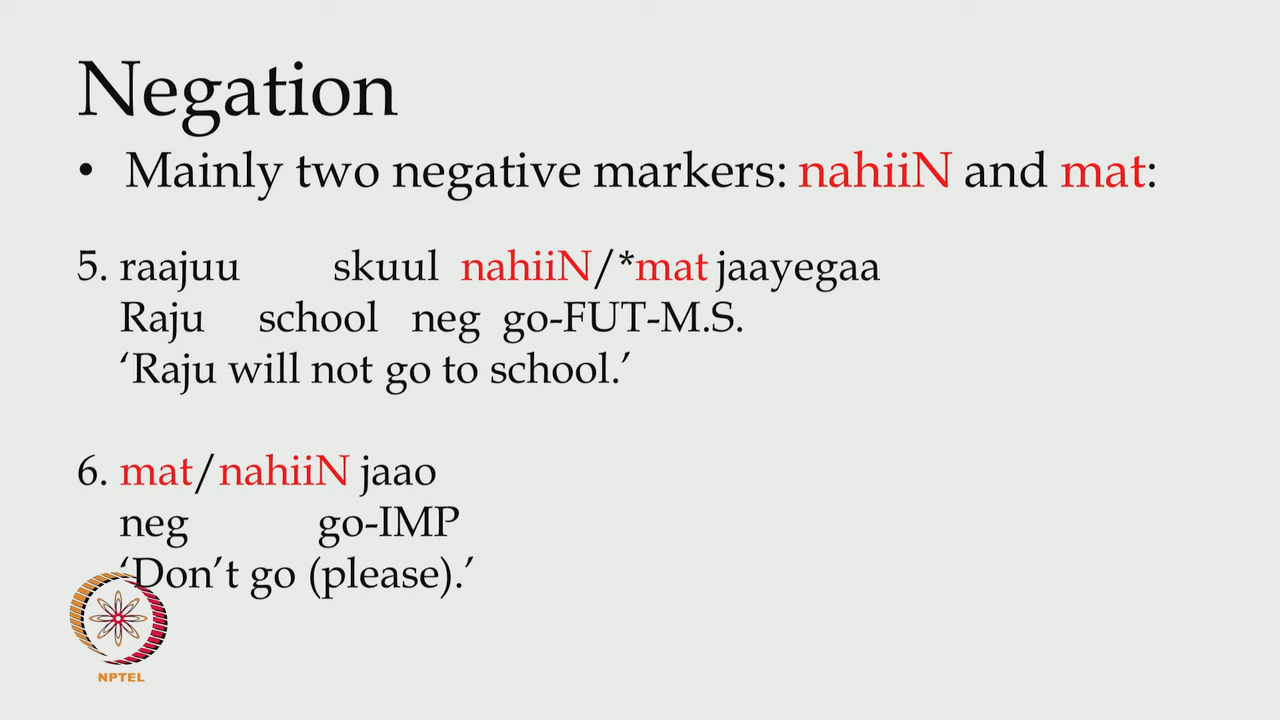 Negation
• Mainly two negative markers: nahiiN and mat:
5. raajuu skuul nahiiN/*mat jaayegaa
Raju school neg go-FUT-M.S.
‘Raju will not go to school.’
6. mat/nahiiN jaao
neg go-IMP
‘Don’t go (please).’
NPTEL